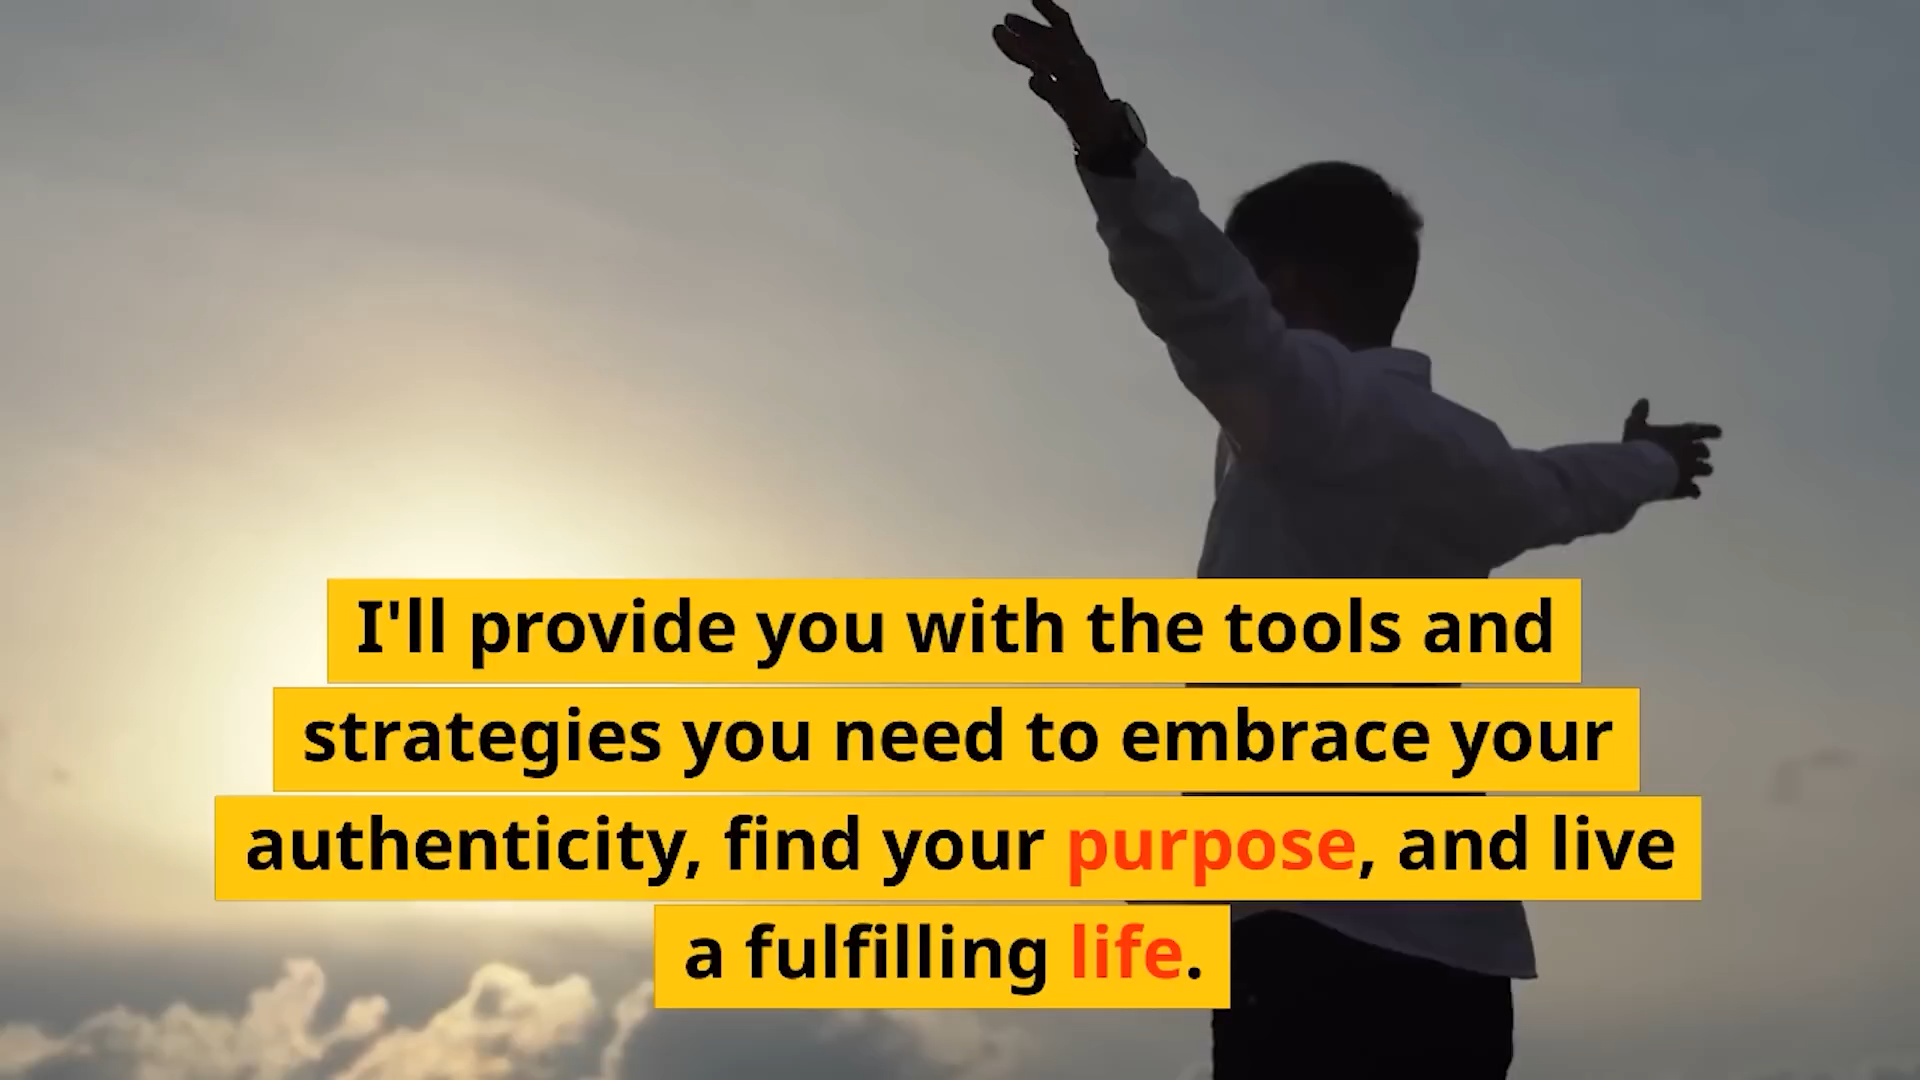 I'll provide you with the tools and
strategies you need to embrace your
authenticity, find your purpose, and live
a fulfilling life.